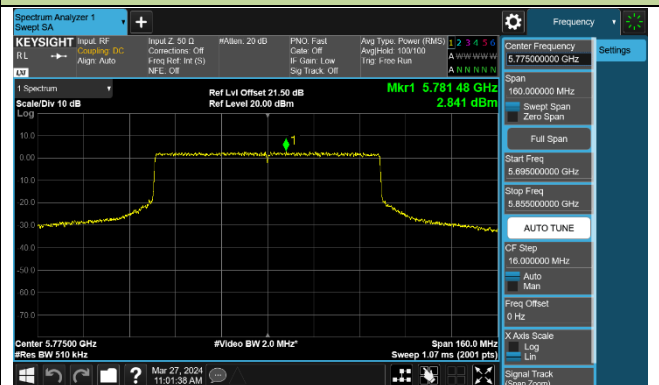 Spectrum Analyzer 1
Swept SA
+
Frequency
KEYSIGHT
RL
LXI
Input: RF
Coupling: DC
Align: Auto
Input Z: 50 Ω
Corrections: Off
Freq Ref: Int (S)
NFE: Off
#Atten: 20 dB
PNO: Fast
Gate: Off
IF Gain: Low
Sig Track: Off
Avg Type: Power (RMS)
Avg|Hold: 100/100
Trig: Free Run
1 2 3 4 5 6
A W W W W W
A N N N N N
1 Spectrum
Scale/Div 10 dB
Log
Ref Lvl Offset 21.50 dB
Ref Level 20.00 dBm
Mkr1 5.781 48 GHz
2.841 dBm
10.0
0.00
-10.0
-20.0
-30.0
-40.0
-50.0
-60.0
-70.0
1
Center 5.77500 GHz
#Res BW 510 kHz
#Video BW 2.0 MHz*
Span 160.0 MHz
Sweep 1.07 ms (2001 pts)
Center Frequency
5.775000000 GHz
Settings
Span
160.000000 MHz
Swept Span
Zero Span
Full Span
Start Freq
5.695000000 GHz
Stop Freq
5.855000000 GHz
AUTO TUNE
CF Step
16.000000 MHz
Auto
Man
Freq Offset
0 Hz
X Axis Scale
Log
Lin
Signal Track
(Span Zoom)
?
Mar 27, 2024
11:01:38 AM